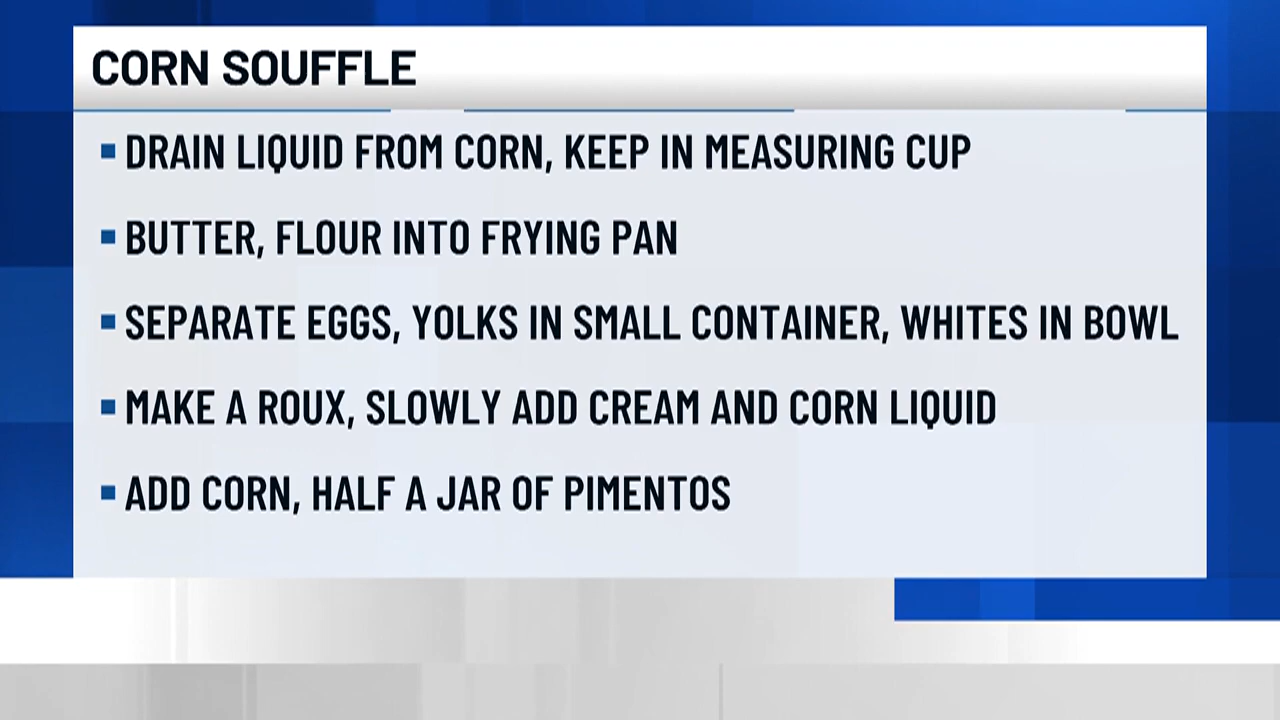 CORN SOUFFLE
▪ DRAIN LIQUID FROM CORN, KEEP IN MEASURING CUP
▪ BUTTER, FLOUR INTO FRYING PAN
▪ SEPARATE EGGS, YOLKS IN SMALL CONTAINER, WHITES IN BOWL
▪ MAKE A ROUX, SLOWLY ADD CREAM AND CORN LIQUID
▪ ADD CORN, HALF A JAR OF PIMENTOS